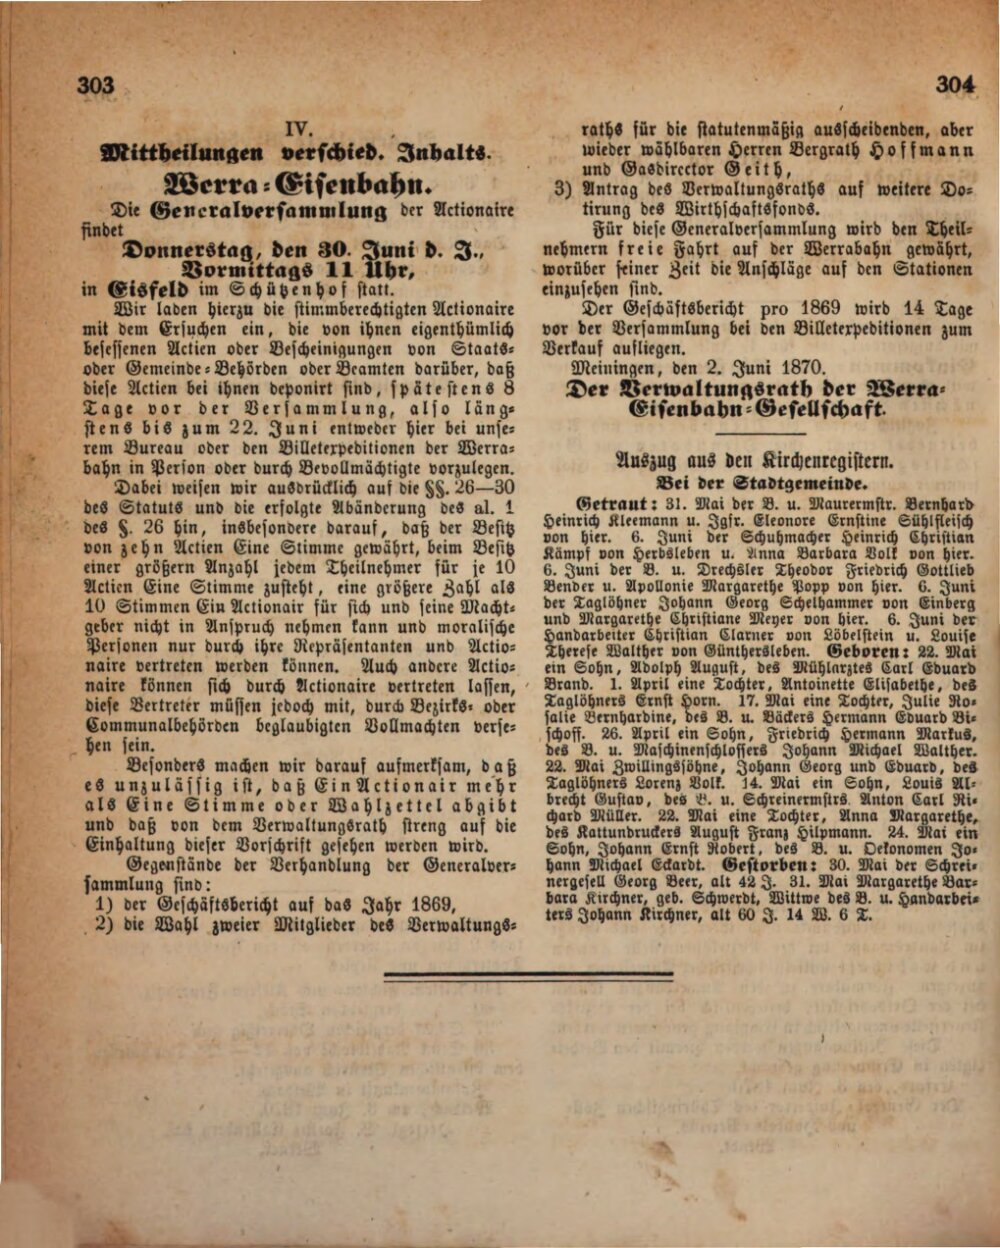 303
IV.
Mittheilungen verschied. Inhalts.
Werra-Eisenbahn.
Die Generalversammlung der Actionaire
findet
Donnerstag, den 30. Juni d. J.,
Vormittags 11 Uhr,
in Eisfeld im Schützenhof statt.
Wir laden hierzu die stimmberechtigten Actionaire
mit dem Ersuchen ein, die von ihnen eigenthümlich
besessenen Actien oder Bescheinigungen von Staats-
oder Gemeinde-Behörden oder Beamten darüber, daß
diese Actien bei ihnen deponirt sind, spätestens 8
Tage vor der Versammlung, also läng-
stens bis zum 22. Juni entweder hier bei unse-
rem Bureau oder den Billetexpeditionen der Werra-
bahn in Person oder durch Bevollmächtigte vorzulegen.
Dabei weisen wir ausdrücklich auf die §§. 26—30
des Statuts und die erfolgte Abänderung des al. 1
des §. 26 hin, insbesondere darauf, daß der Besitz
von zehn Actien Eine Stimme gewährt, beim Besitz
einer größern Anzahl jedem Theilnehmer für je 10
Actien Eine Stimme zusteht, eine größere Zahl als
10 Stimmen Ein Actionair für sich und seine Macht-
geber nicht in Anspruch nehmen kann und moralische
Personen nur durch ihre Repräsentanten und Actio-
naire vertreten werden können. Auch andere Actio-
naire können sich durch Actionaire vertreten lassen,
diese Vertreter müssen jedoch mit, durch Bezirks- oder
Communalbehörden beglaubigten Vollmachten verse-
hen sein.
Besonders machen wir darauf aufmerksam, daß
es unzulässig ist, daß Ein Actionair mehr
als Eine Stimme oder Wahlzettel abgibt
und daß von dem Verwaltungsrath streng auf die
Einhaltung dieser Vorschrift gesehen werden wird.
Gegenstände der Verhandlung der Generalver-
sammlung sind:
1) der Geschäftsbericht auf das Jahr 1869,
2) die Wahl zweier Mitglieder des Verwaltungs-
304
raths für die statutenmäßig ausscheidenden, aber
wieder wählbaren Herren Bergrath Hoffmann
und Gasdirector Geith,
3) Antrag des Verwaltungsraths auf weitere Do-
tirung des Wirthschaftsfonds.
Für diese Generalversammlung wird den Theil-
nehmern freie Fahrt auf der Werrabahn gewährt,
worüber seiner Zeit die Anschläge auf den Stationen
einzusehen sind.
Der Geschäftsbericht pro 1869 wird 14 Tage
vor der Versammlung bei den Billetexpeditionen zum
Verkauf aufliegen.
Meiningen, den 2. Juni 1870.
Der Verwaltungsrath der Werra-
Eisenbahn-Gesellschaft.
Auszug aus den Kirchenregistern.
Bei der Stadtgemeinde.
Getraut: 31. Mai der B. u. Maurermstr. Bernhard
Heinrich Kleemann u. Jgfr. Eleonore Ernstine Sühlfleisch
von hier. 6. Juni der Schuhmacher Heinrich Christian
Kämpf von Herbsleben u. Anna Barbara Volk von hier.
6. Juni der B. u. Drechsler Theodor Friedrich Gottlieb
Bender u. Apollonie Margarethe Popp von hier. 6. Juni
der Taglöhner Johann Georg Schelhammer von Einberg
und Margarethe Christiane Meyer von hier. 6. Juni der
Handarbeiter Christian Clarner von Löbelstein u. Louise
Therese Walther von Günthersleben. Geboren: 22. Mai
ein Sohn, Adolph August, des Mühlarztes Carl Eduard
Brand. 1. April eine Tochter, Antoinette Elisabethe, des
Taglöhners Ernst Horn. 17. Mai eine Tochter, Julie Ro-
salie Bernhardine, des B. u. Bäckers Hermann Eduard Bi-
schoff. 26. April ein Sohn, Friedrich Hermann Markus,
des B. u. Maschinenschlossers Johann Michael Walther.
22. Mai Zwillingssöhne, Johann Georg und Eduard, des
Taglöhners Lorenz Volk. 14. Mai ein Sohn, Louis Al-
brecht Gustav, des B. u. Schreinermstrs. Anton Carl Ri-
chard Müller. 22. Mai eine Tochter, Anna Margarethe,
des Kattundruckers August Franz Hilpmann. 24. Mai ein
Sohn, Johann Ernst Robert, des B. u. Oekonomen Jo-
hann Michael Eckardt. Gestorben: 30. Mai der Schrei-
nergesell Georg Beer, alt 42 J. 31. Mai Margarethe Bar-
bara Kirchner, geb. Schwerdt, Wittwe des B. u. Handarbei-
ters Johann Kirchner, alt 60 J. 14 W. 6 T.